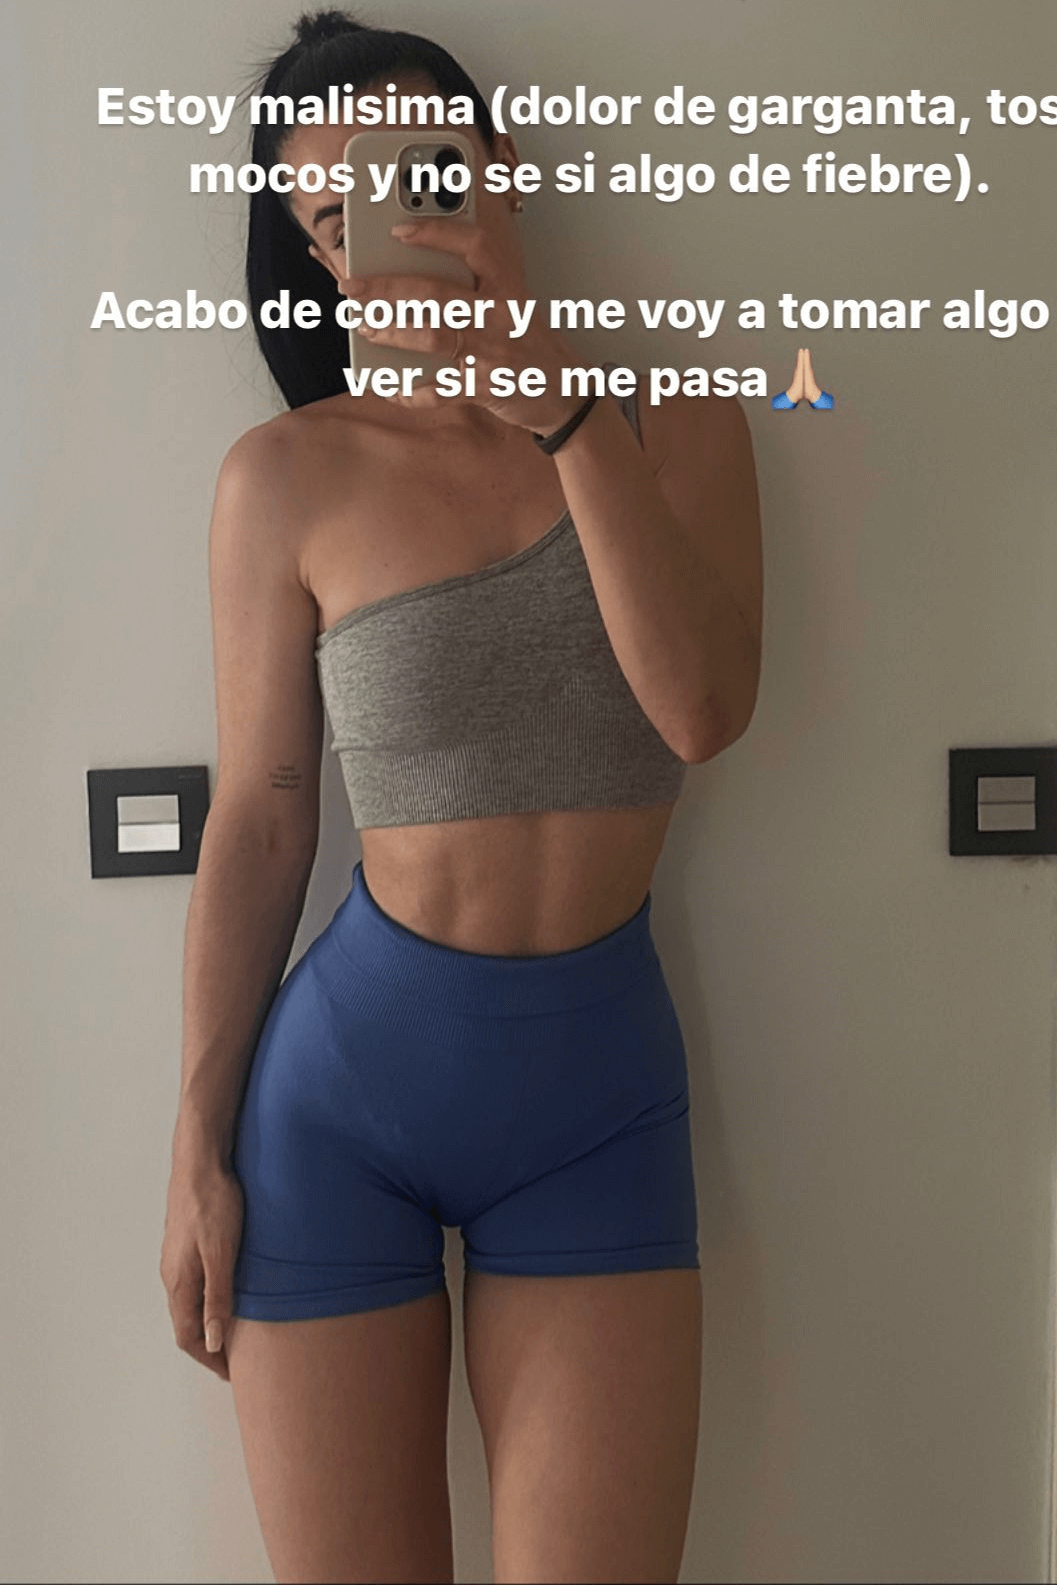 Estoy malisima (dolor de garganta, tos
mocos y no se si algo de fiebre).
Acabo de comer y me voy a tomar algo
ver si se me pasa🙏🏼